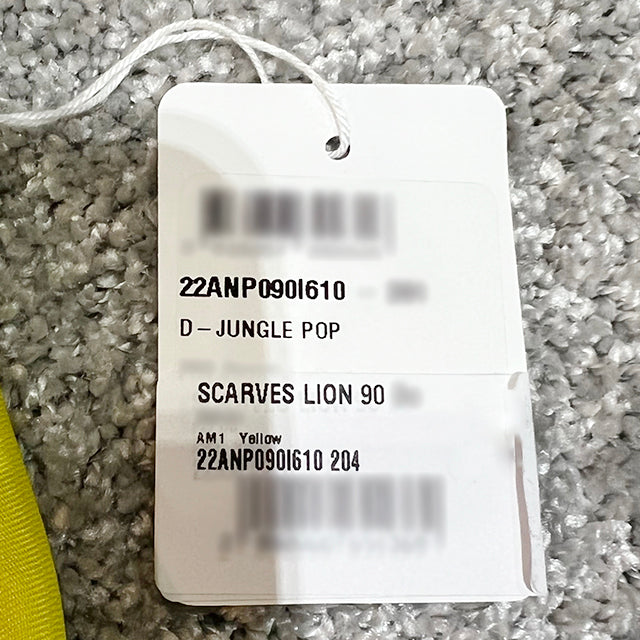 22ANP090I610
D-JUNGLE POP
SCARVES LION 90
AM1 Yellow
22ANP090I610 204